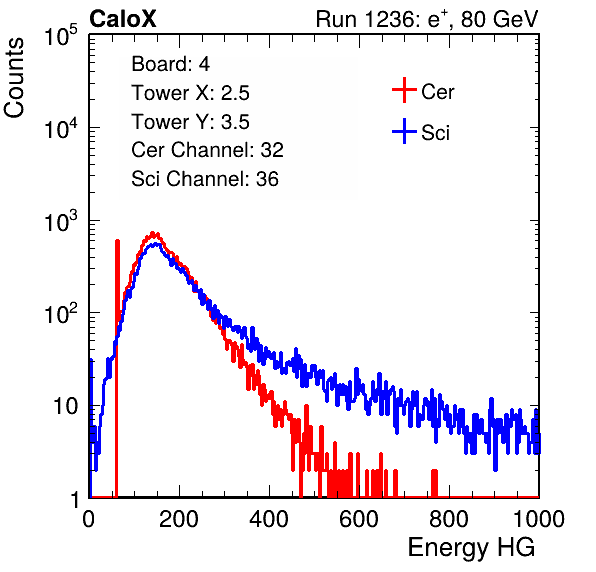 CaloX Run 1236: e⁺, 80 GeV
Counts
10⁵
10⁴
10³
10²
10
1
Board: 4
Tower X: 2.5
Tower Y: 3.5
Cer Channel: 32
Sci Channel: 36
Cer
Sci
0 200 400 600 800 1000
Energy HG